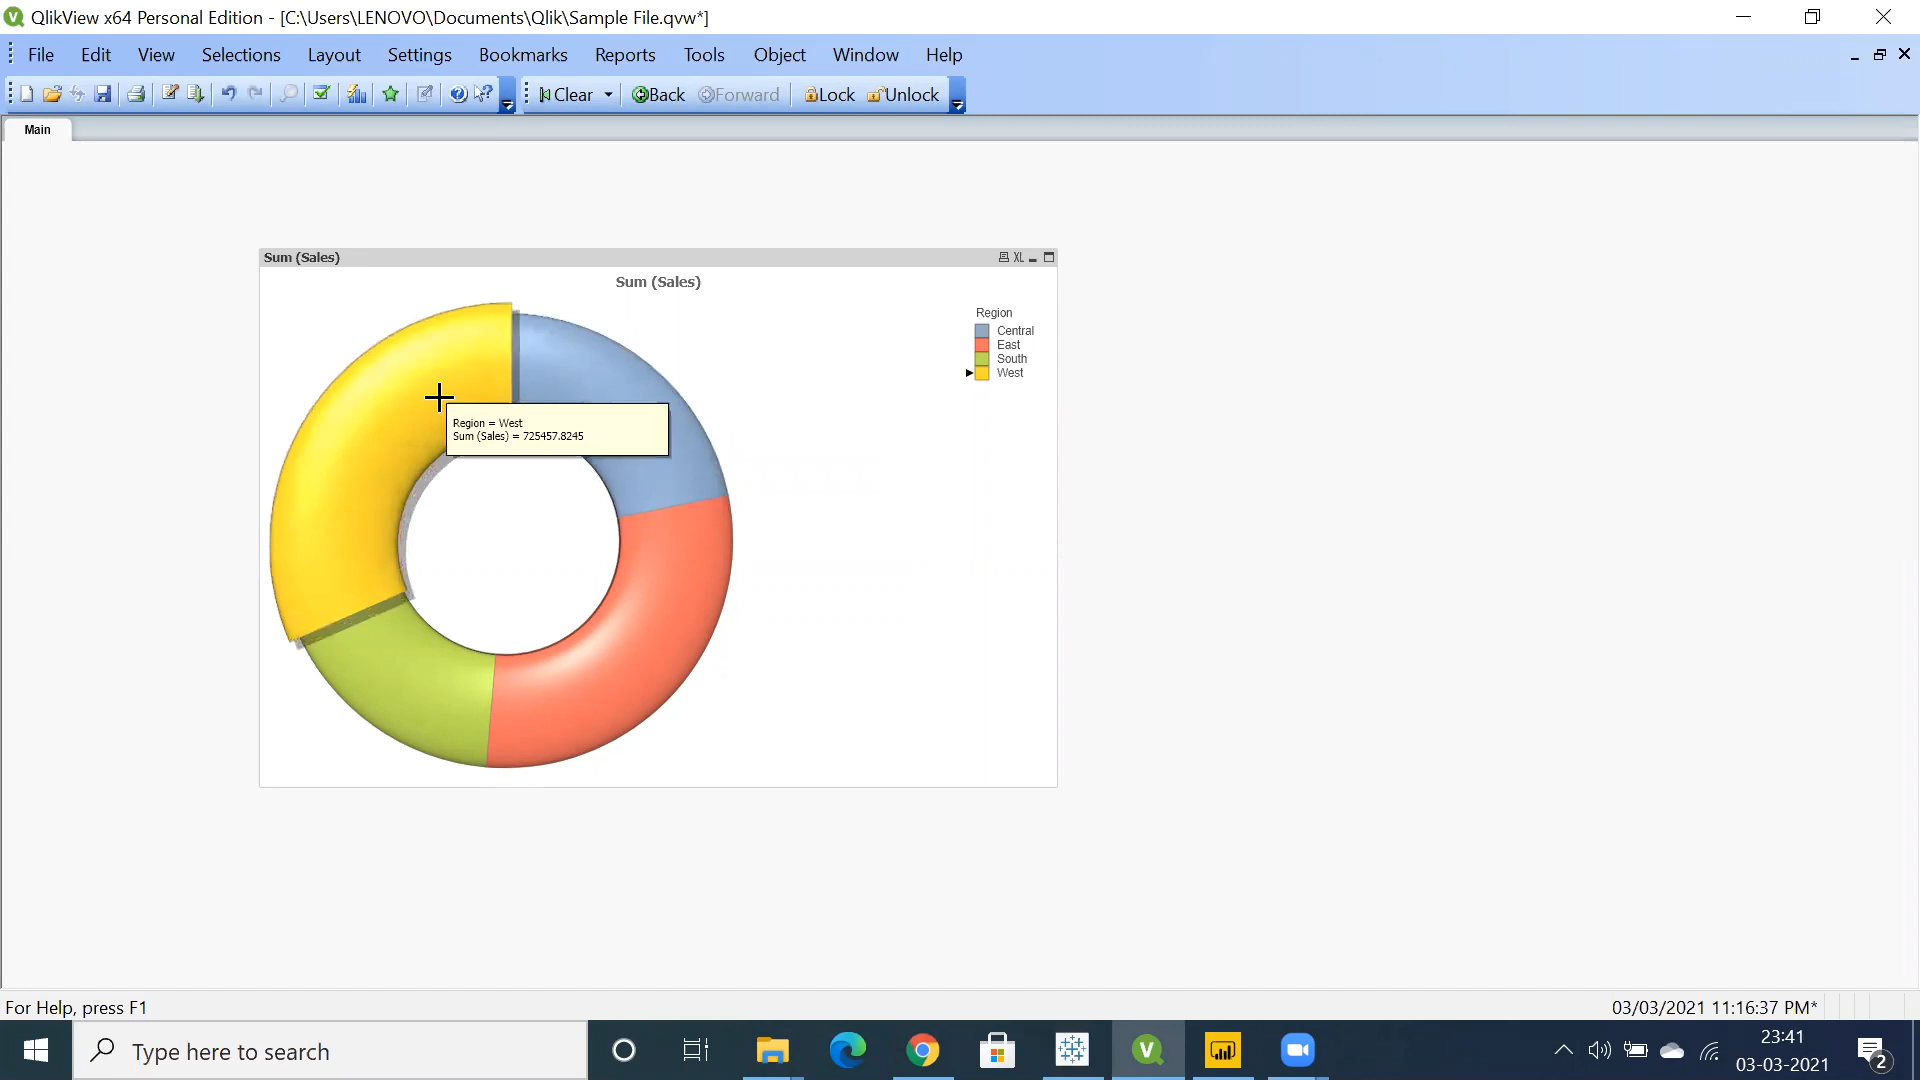 QlikView x64 Personal Edition - [C:\Users\LENOVO\Documents\Qlik\Sample File.qvw*]
File Edit View Selections Layout Settings Bookmarks Reports Tools Object Window Help
Clear Back Forward Lock Unlock
Main
Sum (Sales) XL
Sum (Sales)
Region
Central
East
South
West
Region = West
Sum (Sales) = 725457.8245
For Help, press F1 03/03/2021 11:16:37 PM*
Type here to search
23:41
03-03-2021
2